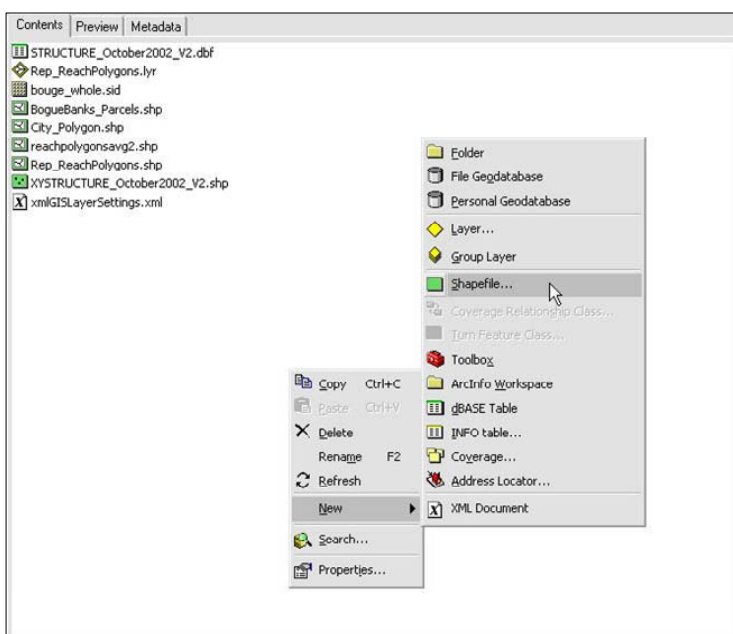 Contents Preview Metadata
STRUCTURE_October2002_V2.dbf
Rep_ReachPolygons.lyr
bouge_whole.sid
BogueBanks_Parcels.shp
City_Polygon.shp
reachpolygonsavg2.shp
Rep_ReachPolygons.shp
XYSTRUCTURE_October2002_V2.shp
xmlGISLayerSettings.xml
Copy Ctrl+C
Paste Ctrl+V
Delete
Rename F2
Refresh
New
Search...
Properties...
Folder
File Geodatabase
Personal Geodatabase
Layer...
Group Layer
Shapefile...
Coverage Relationship Class...
Turn Feature Class...
Toolbox
ArcInfo Workspace
dBASE Table
INFO table...
Coverage...
Address Locator...
XML Document